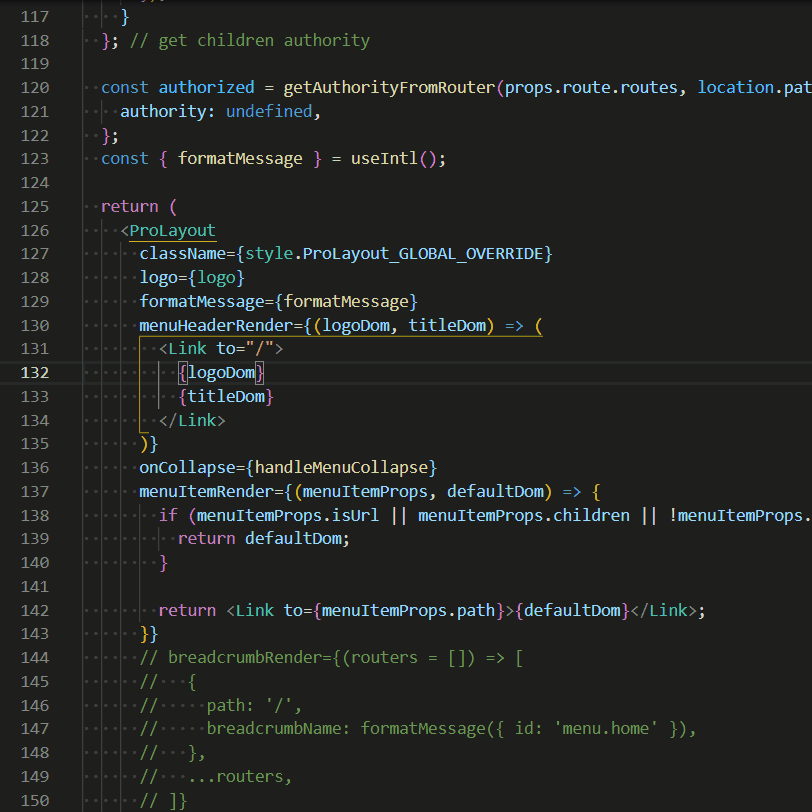 117 }
118 }; // get children authority
119
120 const authorized = getAuthorityFromRouter(props.route.routes, location.pat
121 authority: undefined,
122 };
123 const { formatMessage } = useIntl();
124
125 return (
126 <ProLayout
127 className={style.ProLayout_GLOBAL_OVERRIDE}
128 logo={logo}
129 formatMessage={formatMessage}
130 menuHeaderRender={(logoDom, titleDom) => (
131 <Link to="/">
132 {logoDom}
133 {titleDom}
134 </Link>
135 )}
136 onCollapse={handleMenuCollapse}
137 menuItemRender={(menuItemProps, defaultDom) => {
138 if (menuItemProps.isUrl || menuItemProps.children || !menuItemProps.
139 return defaultDom;
140 }
141
142 return <Link to={menuItemProps.path}>{defaultDom}</Link>;
143 }}
144 // breadcrumbRender={(routers = []) => [
145 // {
146 // path: '/',
147 // breadcrumbName: formatMessage({ id: 'menu.home' }),
148 // },
149 // ...routers,
150 // ]}